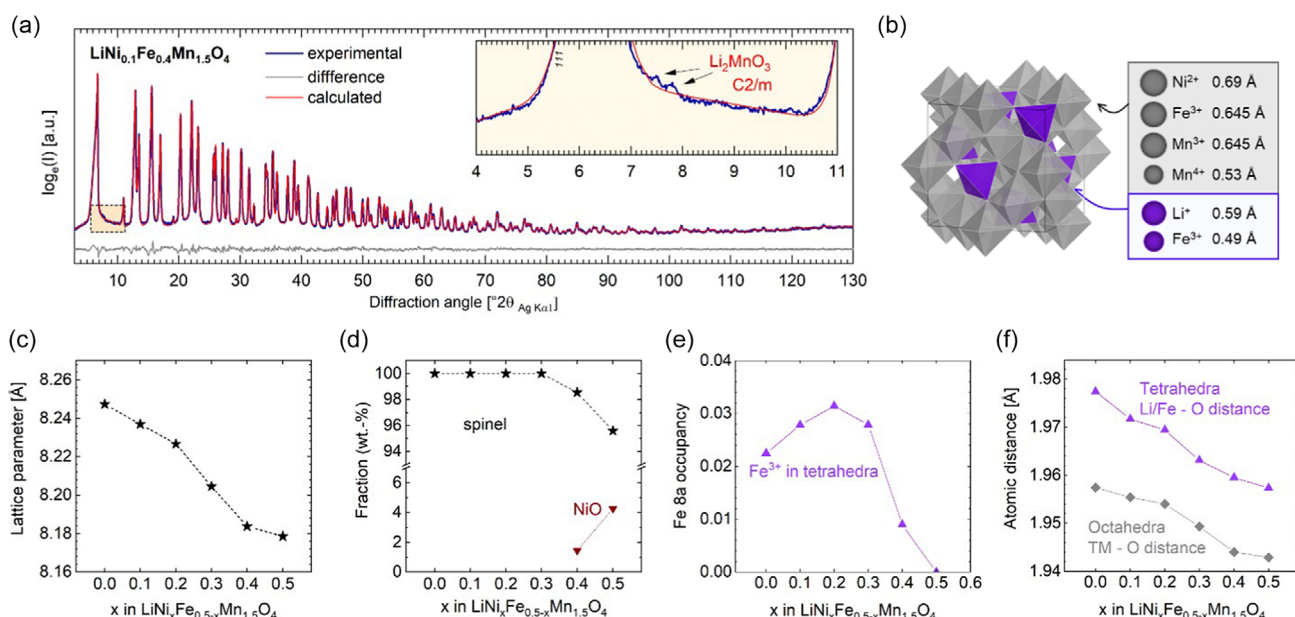 (a)
LiNi0.1Fe0.4Mn1.5O4
experimental
diffference
calculated
loge(I) [a.u.]
111
Li2MnO3
C2/m
4 5 6 7 8 9 10 11
10 20 30 40 50 60 70 80 90 100 110 120 130
Diffraction angle [°2θ Ag Kα1]
(b)
Ni2+ 0.69 Å
Fe3+ 0.645 Å
Mn3+ 0.645 Å
Mn4+ 0.53 Å
Li+ 0.59 Å
Fe3+ 0.49 Å
(c)
Lattice parameter [Å]
8.26
8.24
8.22
8.20
8.18
8.16
0.0 0.1 0.2 0.3 0.4 0.5
x in LiNixFe0.5-xMn1.5O4
(d)
Fraction (wt.-%)
100
98
96
94
6
4
2
0
spinel
NiO
0.0 0.1 0.2 0.3 0.4 0.5
x in LiNixFe0.5-xMn1.5O4
(e)
Fe 8a occupancy
0.04
0.03
0.02
0.01
0.00
Fe3+ in tetrahedra
0.0 0.1 0.2 0.3 0.4 0.5 0.6
x in LiNixFe0.5-xMn1.5O4
(f)
Atomic distance [Å]
1.98
1.97
1.96
1.95
1.94
Tetrahedra
Li/Fe - O distance
Octahedra
TM - O distance
0.0 0.1 0.2 0.3 0.4 0.5
x in LiNixFe0.5-xMn1.5O4